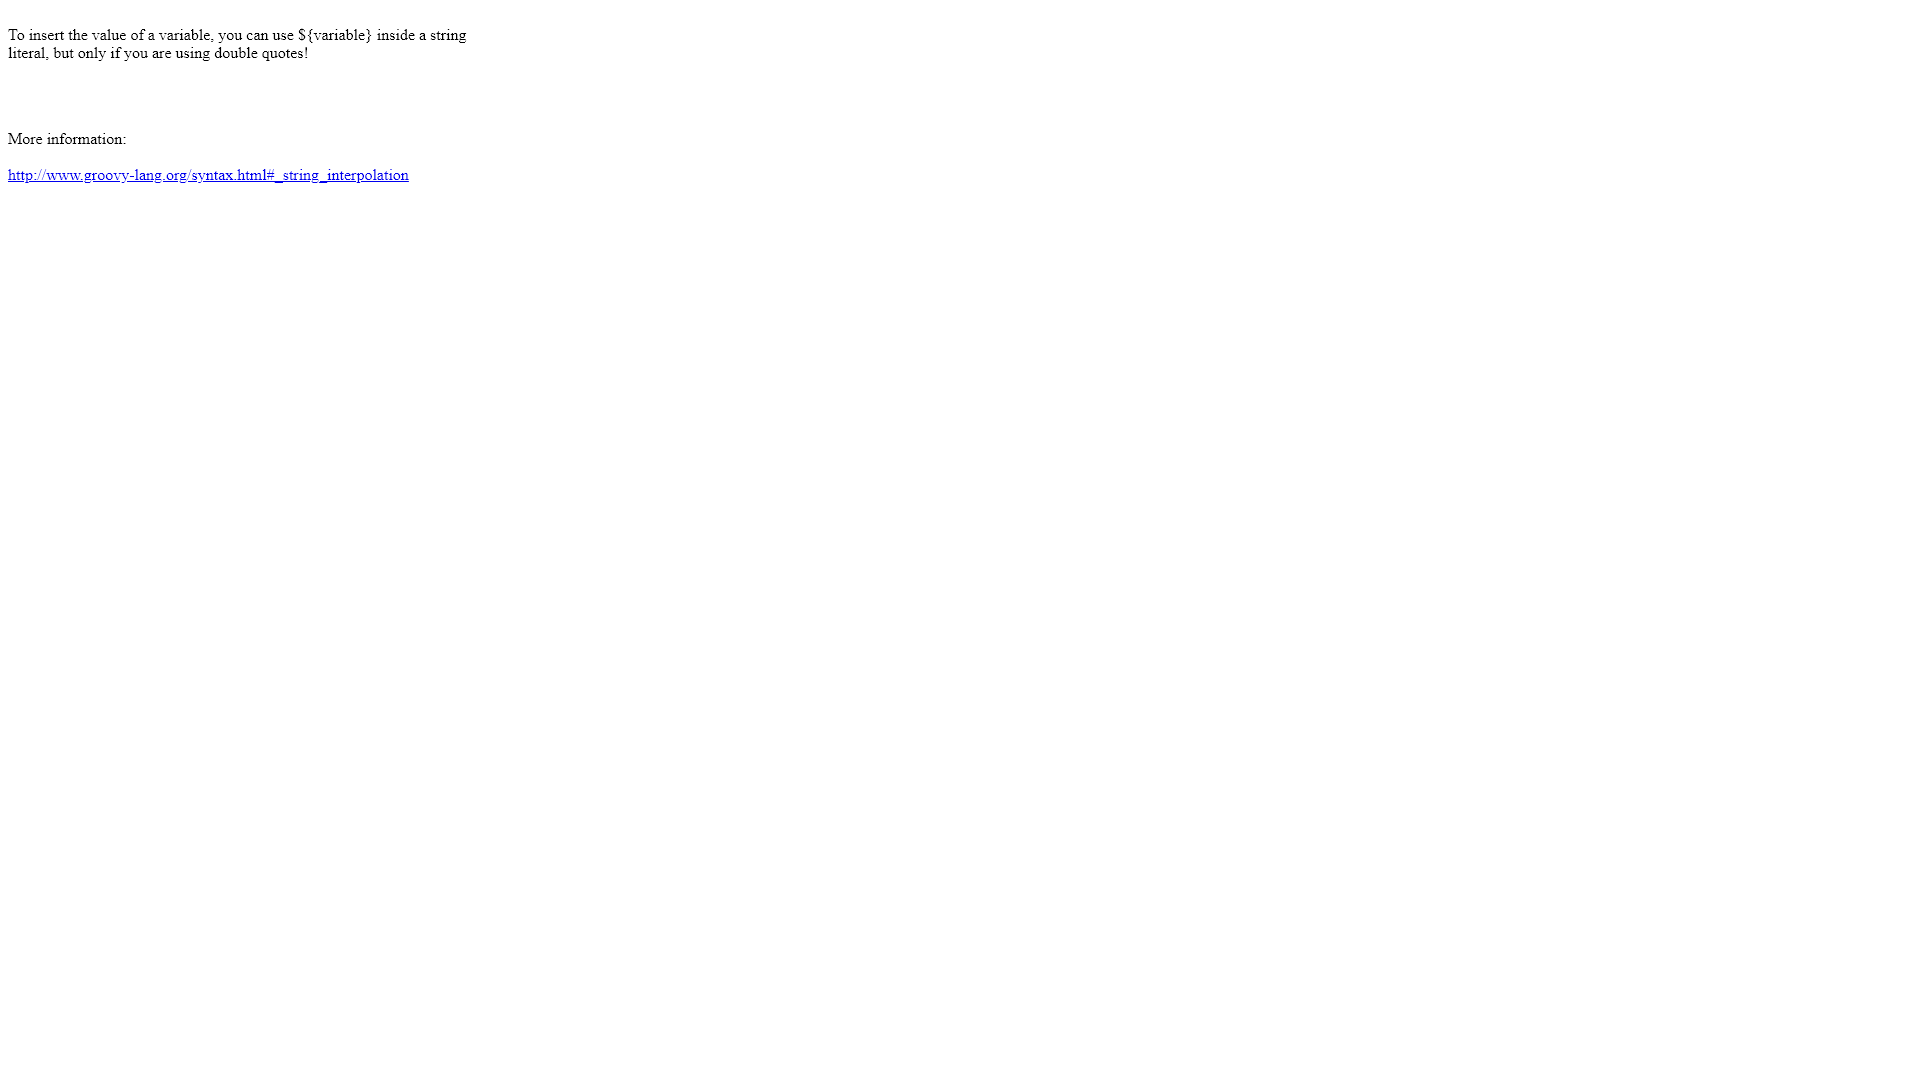 To insert the value of a variable, you can use ${variable} inside a string
literal, but only if you are using double quotes!
More information:
http://www.groovy-lang.org/syntax.html#_string_interpolation